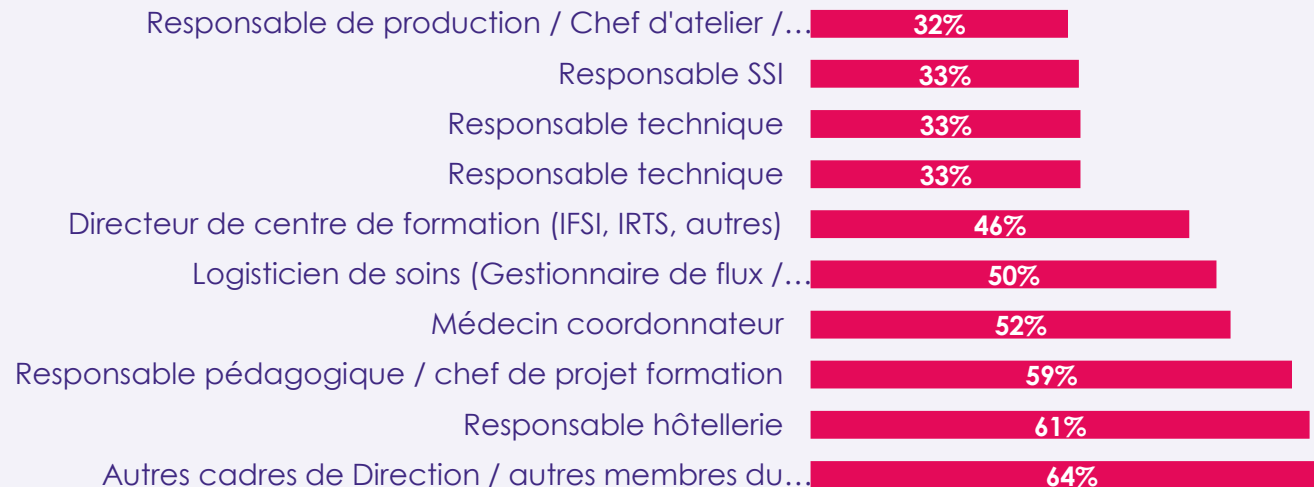 Responsable de production / Chef d'atelier /… 32%
Responsable SSI 33%
Responsable technique 33%
Responsable technique 33%
Directeur de centre de formation (IFSI, IRTS, autres) 46%
Logisticien de soins (Gestionnaire de flux /… 50%
Médecin coordonnateur 52%
Responsable pédagogique / chef de projet formation 59%
Responsable hôtellerie 61%
Autres cadres de Direction / autres membres du… 64%